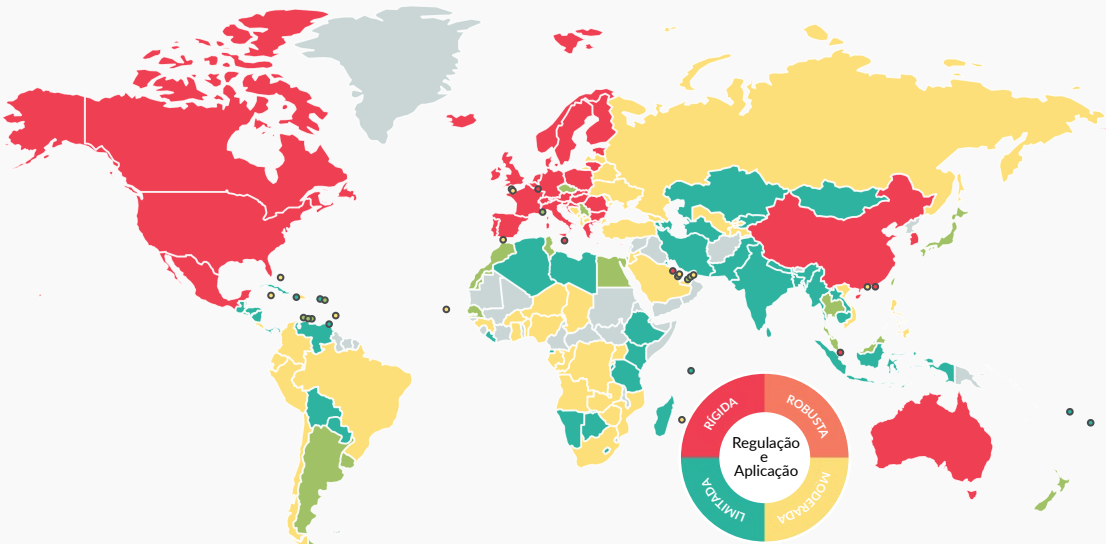 RÍGIDA
ROBUSTA
Regulação
e
Aplicação
LIMITADA
MODERADA